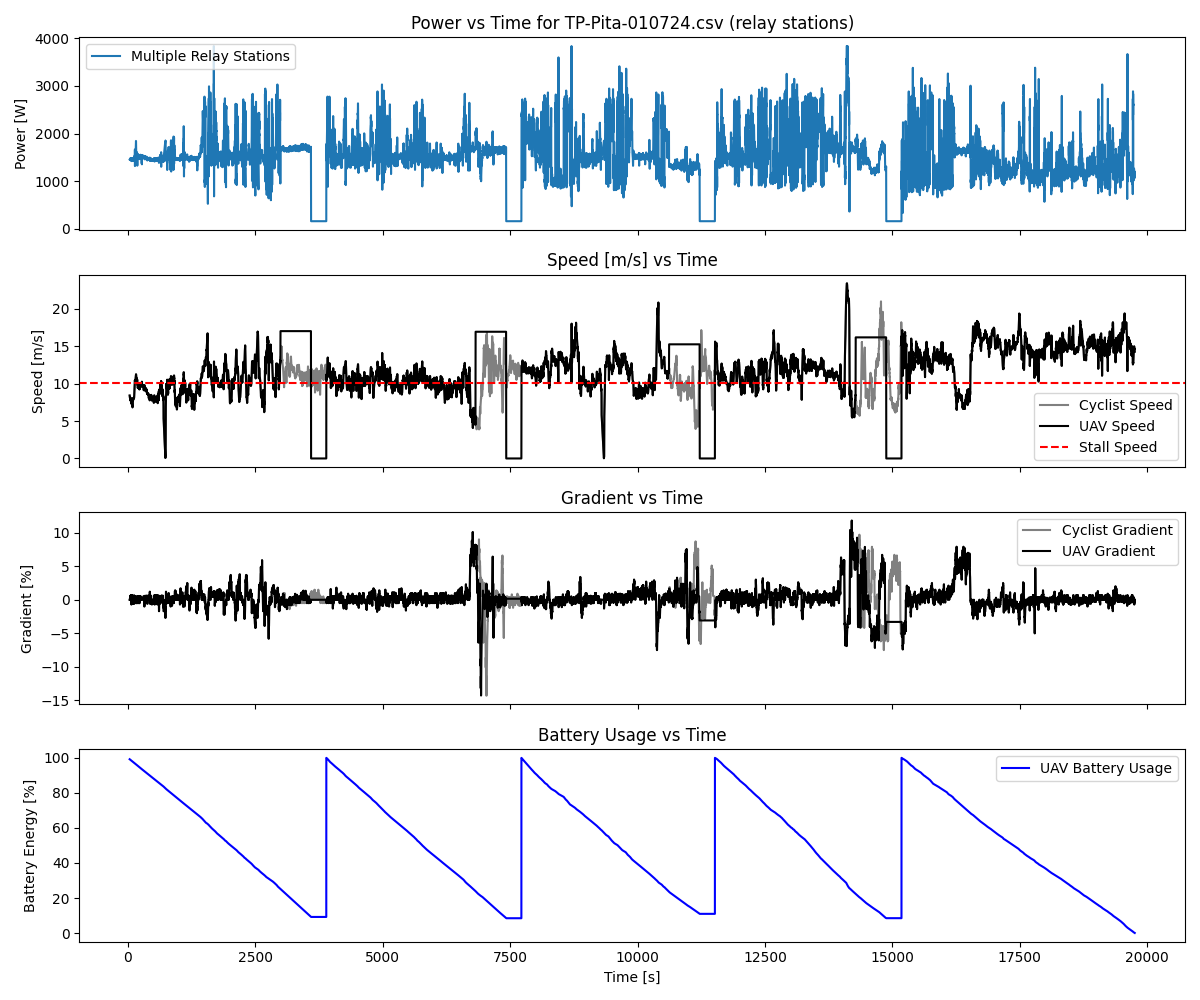 Power vs Time for TP-Pita-010724.csv (relay stations)
Power [W]
4000
3000
2000
1000
0
Multiple Relay Stations
Speed [m/s] vs Time
Speed [m/s]
20
15
10
5
0
Cyclist Speed
UAV Speed
Stall Speed
Gradient vs Time
Gradient [%]
10
5
0
−5
−10
−15
Cyclist Gradient
UAV Gradient
Battery Usage vs Time
Battery Energy [%]
100
80
60
40
20
0
UAV Battery Usage
0 2500 5000 7500 10000 12500 15000 17500 20000
Time [s]